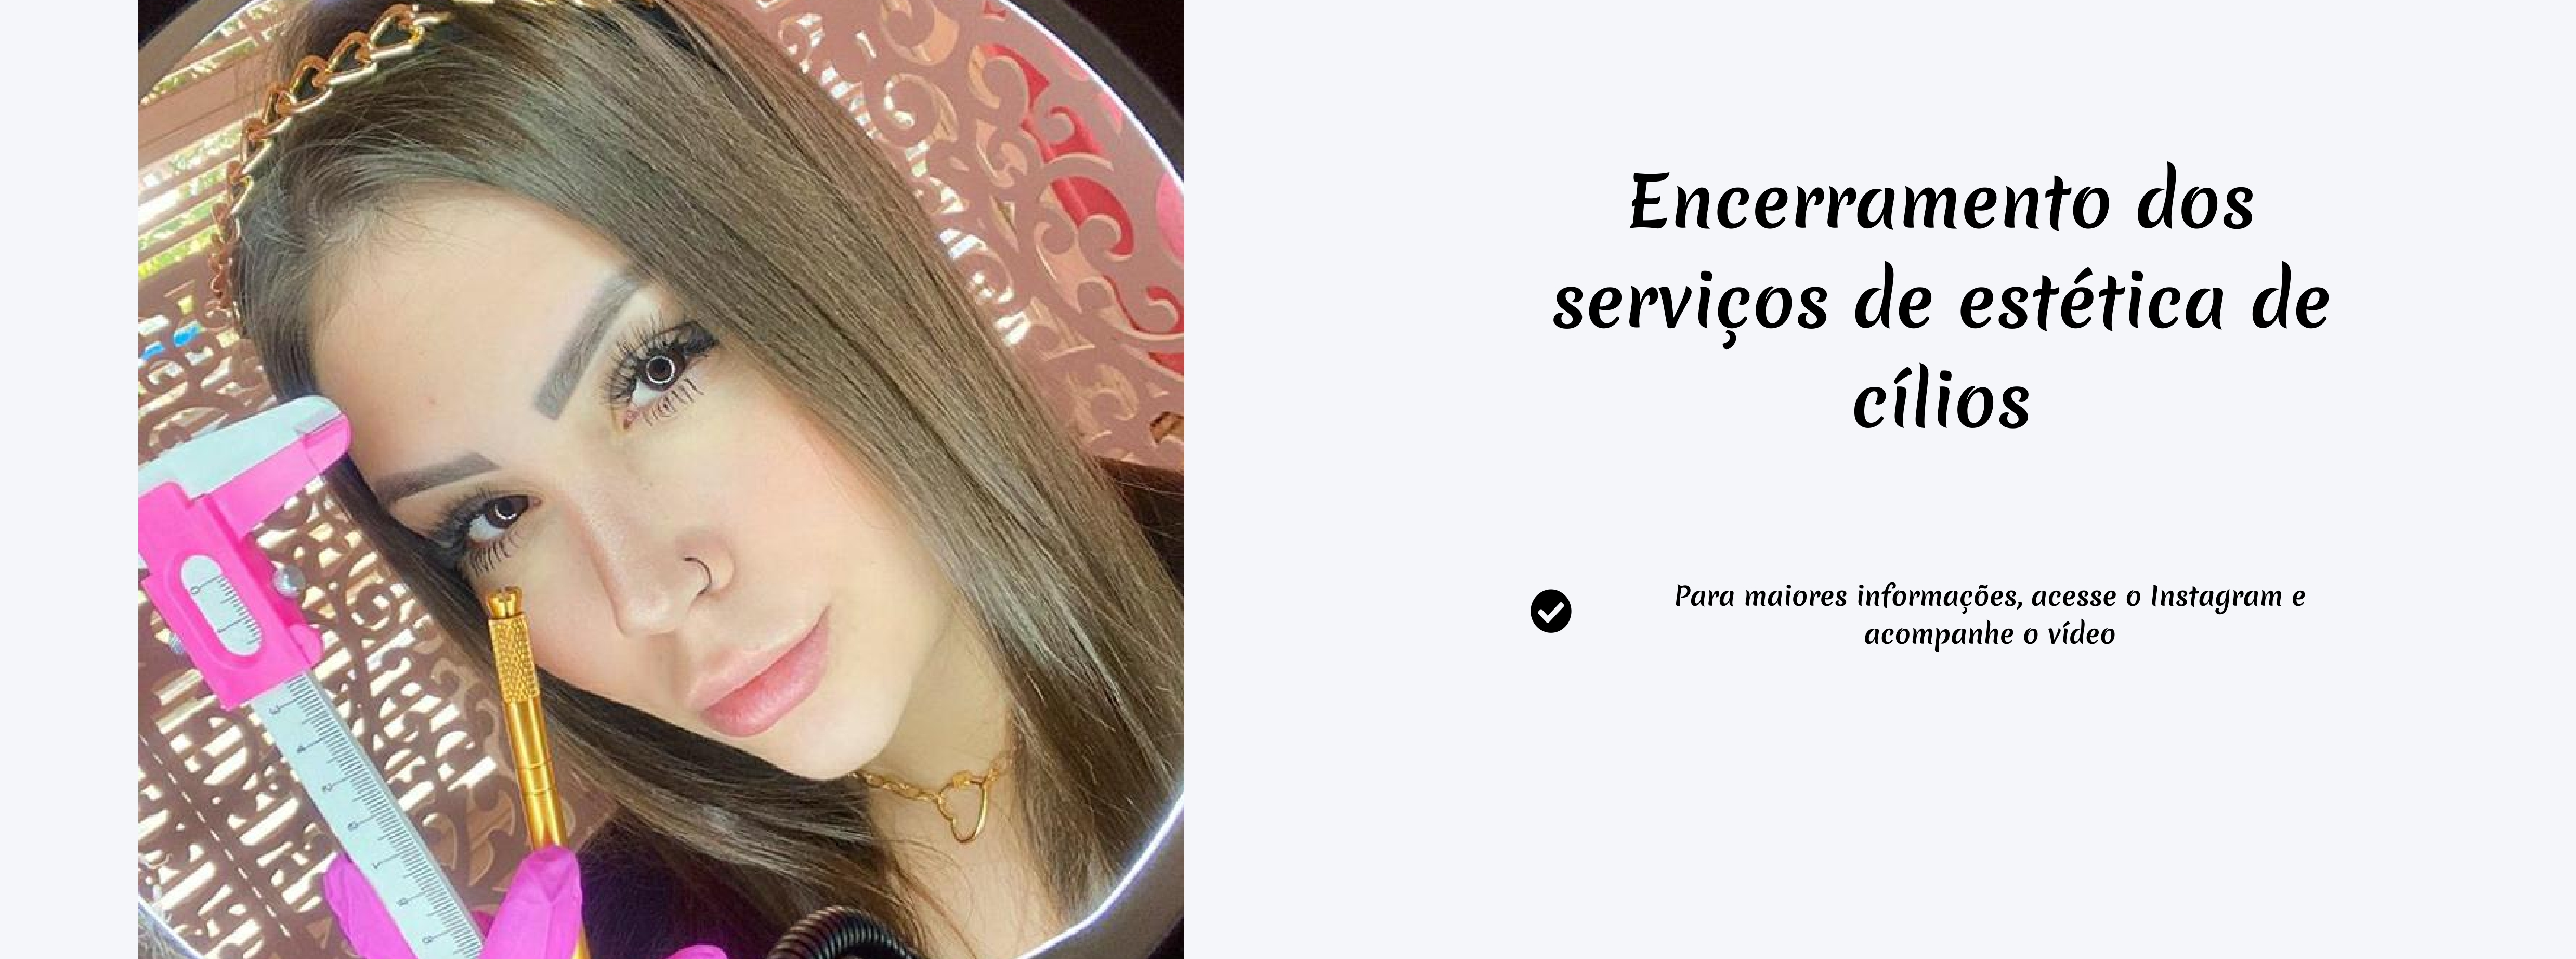 Encerramento dos
serviços de estética de
cílios
Para maiores informações, acesse o Instagram e
acompanhe o vídeo